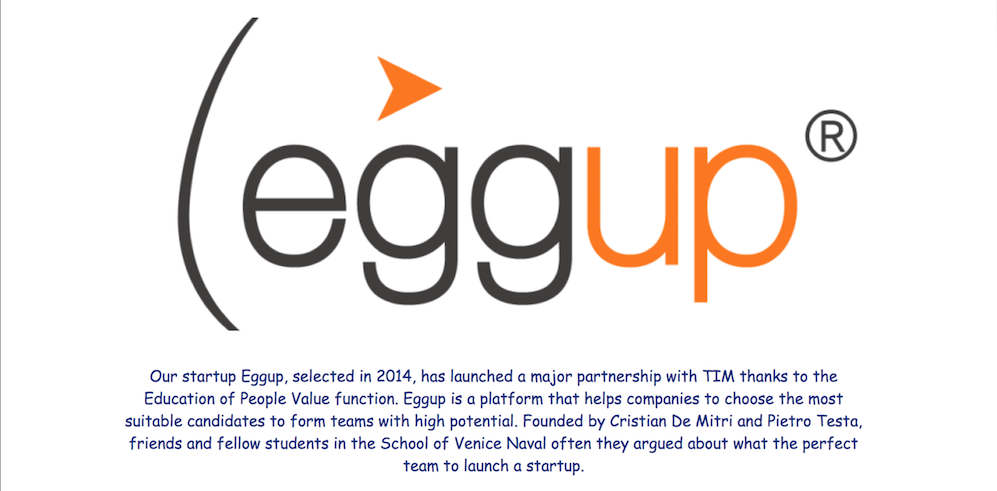 (eggup®
Our startup Eggup, selected in 2014, has launched a major partnership with TIM thanks to the
Education of People Value function. Eggup is a platform that helps companies to choose the most
suitable candidates to form teams with high potential. Founded by Cristian De Mitri and Pietro Testa,
friends and fellow students in the School of Venice Naval often they argued about what the perfect
team to launch a startup.